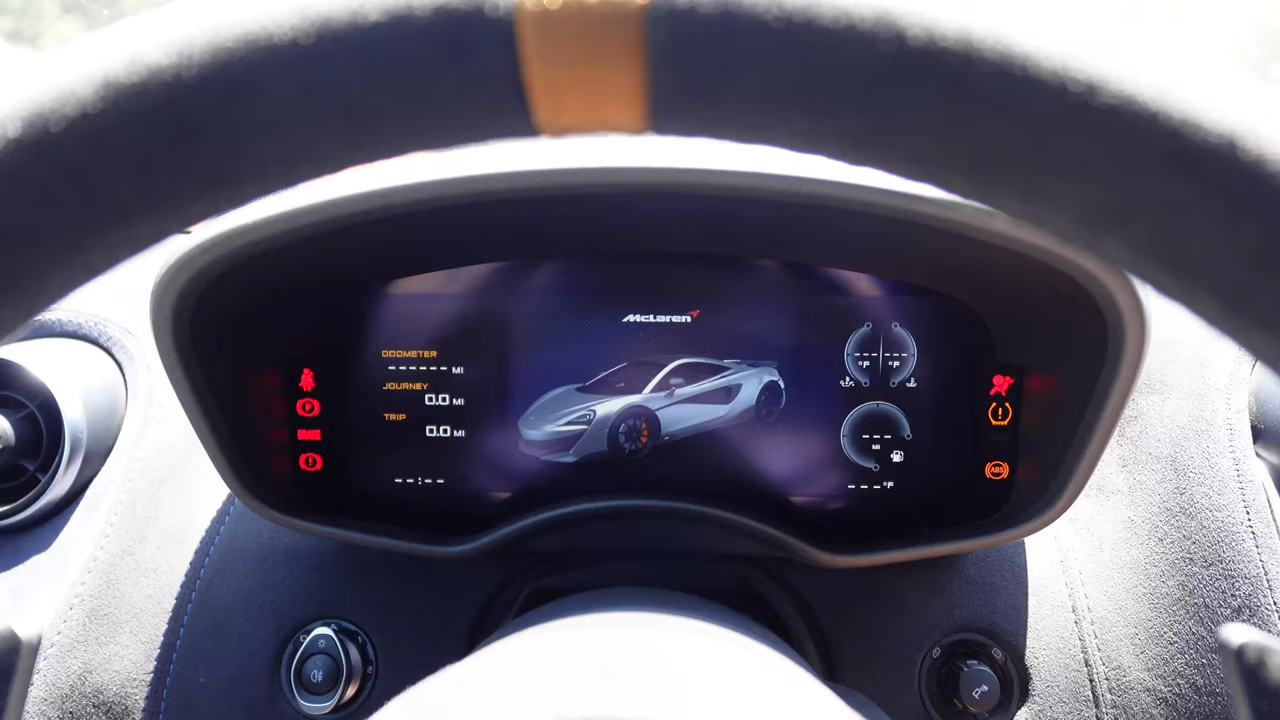 McLaren
ODOMETER
------ MI
JOURNEY
0.0 MI
TRIP
0.0 MI
--:--
°F °F
---
MI
---°F
P
BRAKE
!
!
ABS
P